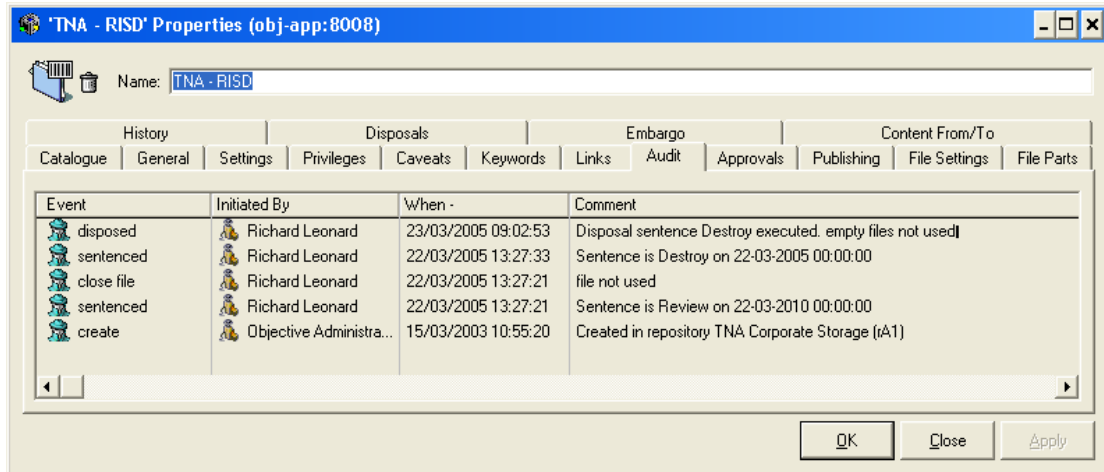 'TNA - RISD' Properties (obj-app:8008)
Name: TNA - RISD
History Disposals Embargo Content From/To
Catalogue General Settings Privileges Caveats Keywords Links Audit Approvals Publishing File Settings File Parts
Event Initiated By When - Comment
disposed Richard Leonard 23/03/2005 09:02:53 Disposal sentence Destroy executed. empty files not used
sentenced Richard Leonard 22/03/2005 13:27:33 Sentence is Destroy on 22-03-2005 00:00:00
close file Richard Leonard 22/03/2005 13:27:21 file not used
sentenced Richard Leonard 22/03/2005 13:27:21 Sentence is Review on 22-03-2010 00:00:00
create Objective Administra... 15/03/2003 10:55:20 Created in repository TNA Corporate Storage (rA1)
OK Close Apply